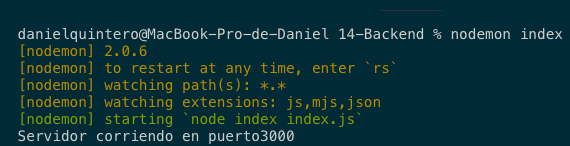 danielquintero@MacBook-Pro-de-Daniel 14-Backend % nodemon index
[nodemon] 2.0.6
[nodemon] to restart at any time, enter `rs`
[nodemon] watching path(s): *.*
[nodemon] watching extensions: js,mjs,json
[nodemon] starting `node index index.js`
Servidor corriendo en puerto3000